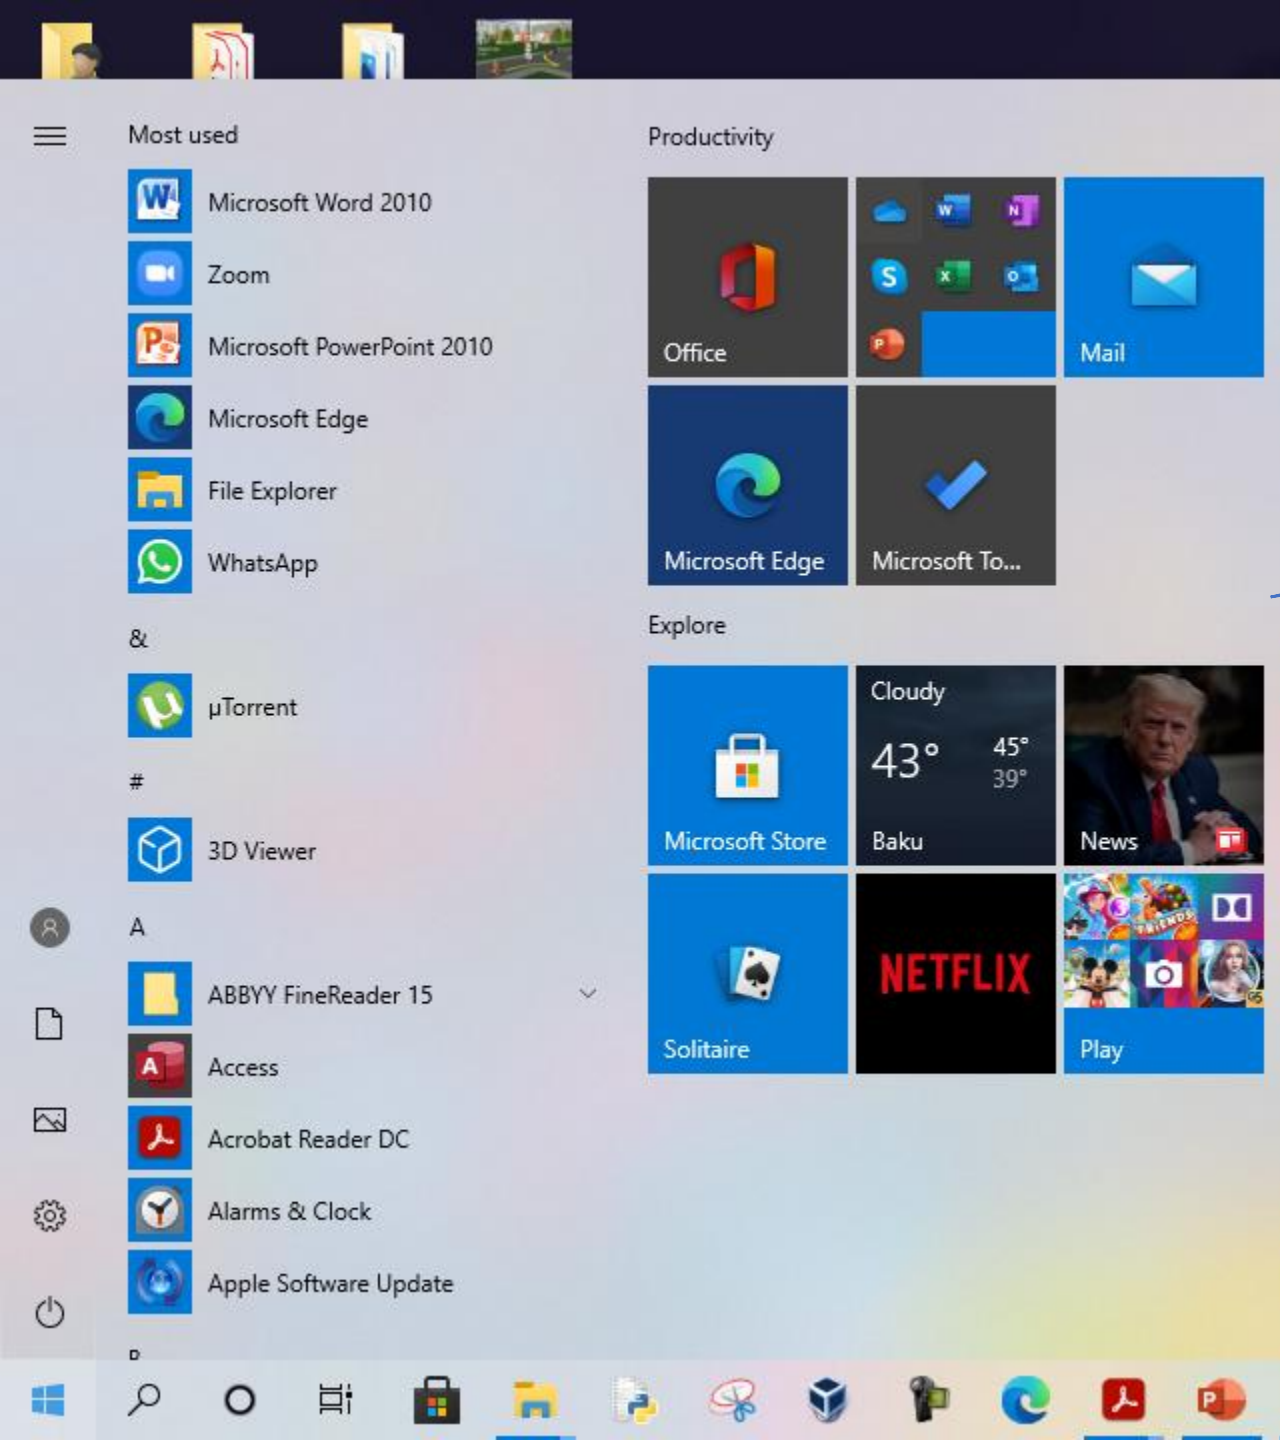 Most used
Microsoft Word 2010
Zoom
Microsoft PowerPoint 2010
Microsoft Edge
File Explorer
WhatsApp
&
µTorrent
#
3D Viewer
A
ABBYY FineReader 15
Access
Acrobat Reader DC
Alarms & Clock
Apple Software Update
Productivity
Office
Mail
Microsoft Edge
Microsoft To...
Explore
Microsoft Store
Cloudy
43°
45°
39°
Baku
News
Solitaire
NETFLIX
FRIENDS
Play